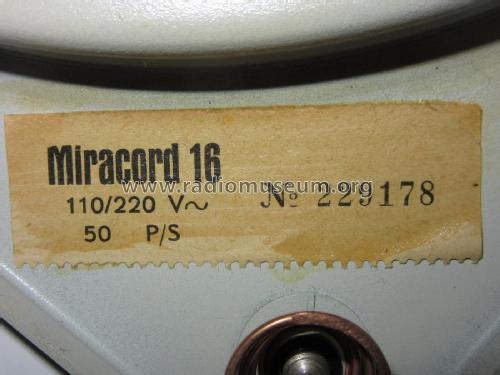 Miracord 16
110/220 V~ № 229178
50 P/S
www.radiomuseum.org